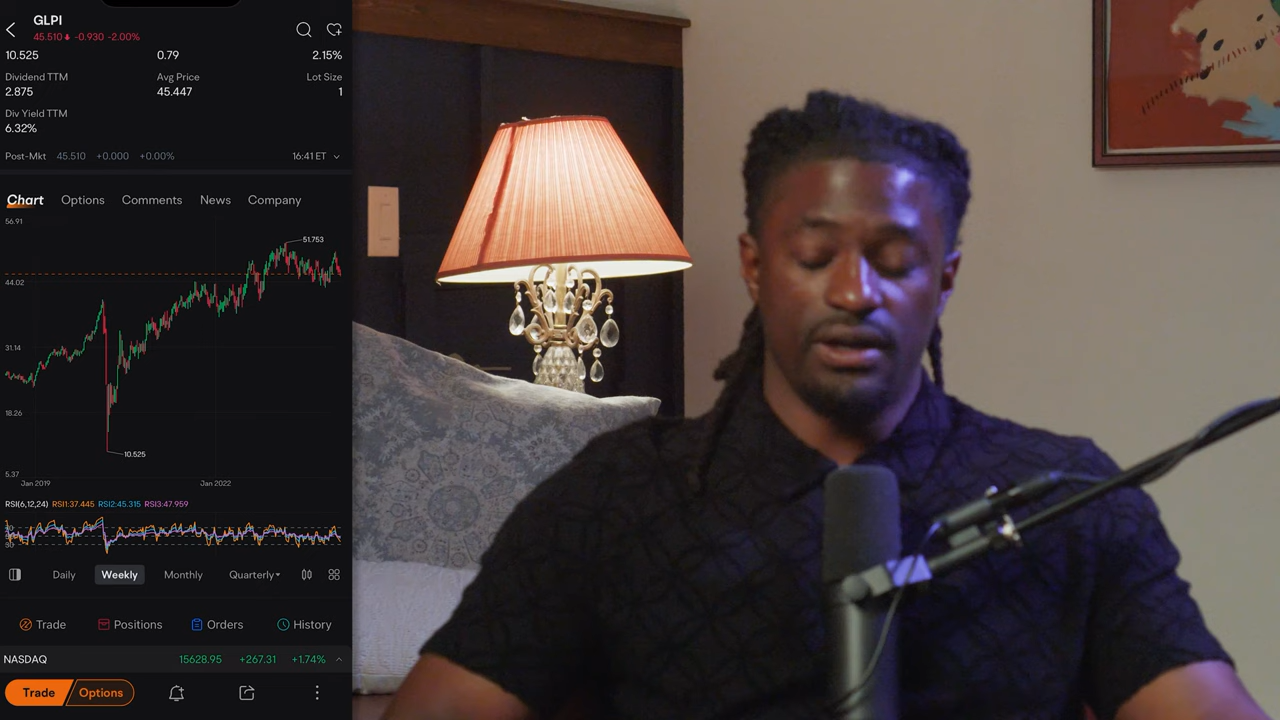 GLPI
45.510 -0.930 -2.00%
10.525 0.79 2.15%
Dividend TTM Avg Price Lot Size
2.875 45.447 1
Div Yield TTM
6.32%
Post-Mkt 45.510 +0.000 +0.00% 16:41 ET
Chart Options Comments News Company
56.91
51.753
44.02
31.14
18.26
10.525
5.37
Jan 2019 Jan 2022
RSI(6,12,24) RSI1:37.445 RSI2:45.315 RSI3:47.959
Daily Weekly Monthly Quarterly
Trade Positions Orders History
NASDAQ 15628.95 +267.31 +1.74%
Trade Options